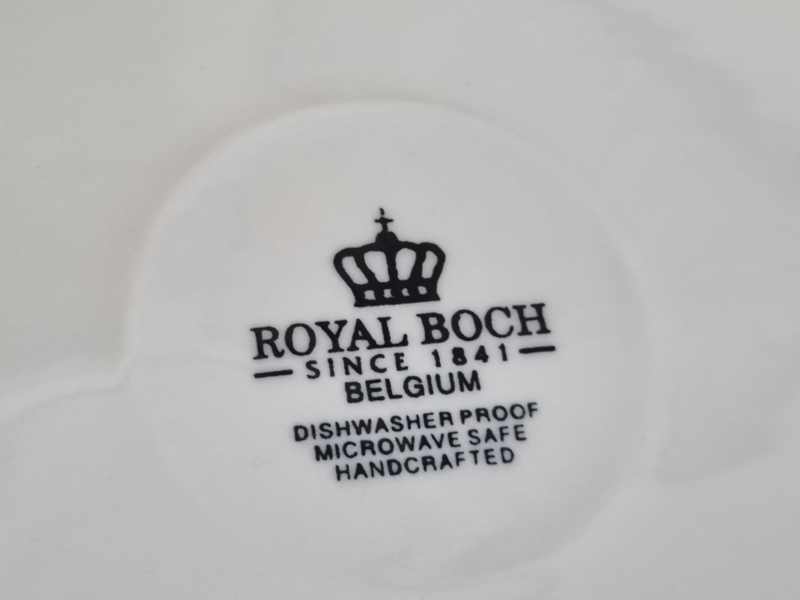 ROYAL BOCH
SINCE 1841
BELGIUM
DISHWASHER PROOF
MICROWAVE SAFE
HANDCRAFTED